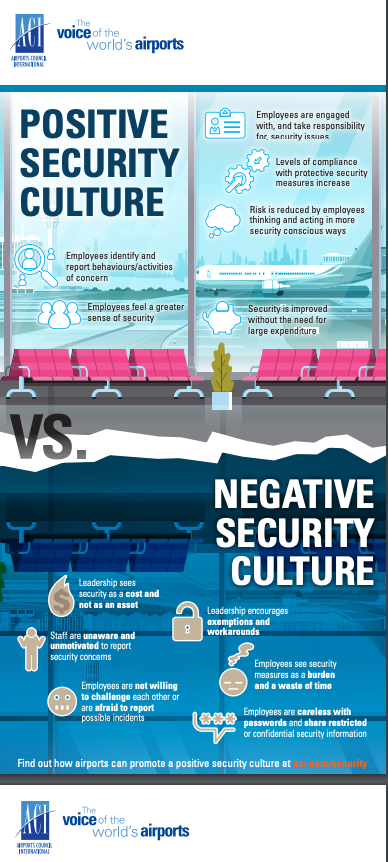 ACI
AIRPORTS COUNCIL
INTERNATIONAL
The
voice of the
world's airports
POSITIVE
SECURITY
CULTURE
Employees are engaged
with, and take responsibility
for, security issues
Levels of compliance
with protective security
measures increase
Risk is reduced by employees
thinking and acting in more
security conscious ways
Employees identify and
report behaviours/activities
of concern
Employees feel a greater
sense of security
Security is improved
without the need for
large expenditure
VS.
NEGATIVE
SECURITY
CULTURE
Leadership sees
security as a cost and
not as an asset
Leadership encourages
exemptions and
workarounds
Staff are unaware and
unmotivated to report
security concerns
Employees see security
measures as a burden
and a waste of time
Employees are not willing
to challenge each other or
are afraid to report
possible incidents
Employees are careless with
passwords and share restricted
or confidential security information
Find out how airports can promote a positive security culture at aci.aero/security
ACI
AIRPORTS COUNCIL
INTERNATIONAL
The
voice of the
world's airports